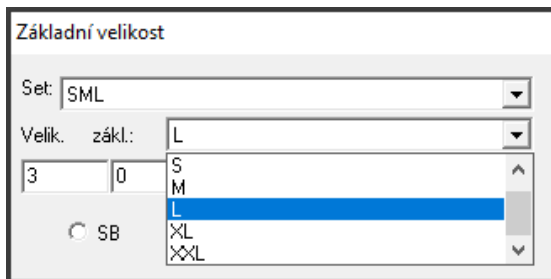 Základní velikost
Set: SML
Velik. zákl.: L
3 0
S
M
L
XL
XXL
SB